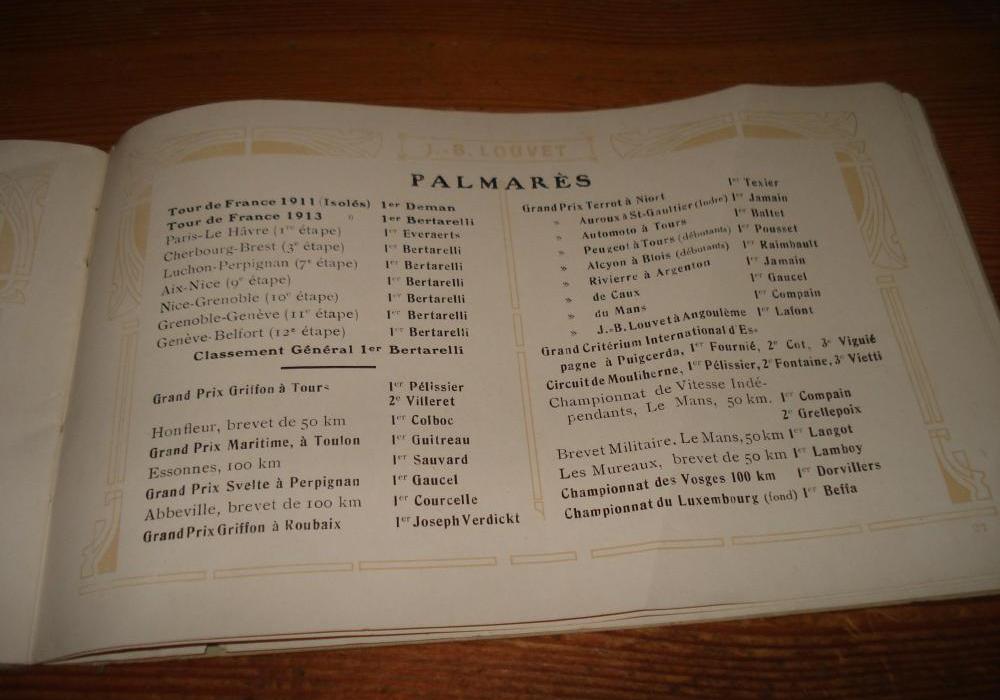 J.-B. LOUVET
PALMARÈS
Tour de France 1911 (Isolés) 1er Deman
Tour de France 1913 » 1er Bertarelli
Paris-Le Hâvre (1re étape) 1er Everaerts
Cherbourg-Brest (3e étape) 1er Bertarelli
Luchon-Perpignan (7e étape) 1er Bertarelli
Aix-Nice (9e étape) 1er Bertarelli
Nice-Grenoble (10e étape) 1er Bertarelli
Grenoble-Genève (11e étape) 1er Bertarelli
Genève-Belfort (12e étape) 1er Bertarelli
Classement Général 1er Bertarelli
Grand Prix Griffon à Tours 1er Pélissier
2e Villeret
Honfleur, brevet de 50 km 1er Colboc
Grand Prix Maritime, à Toulon 1er Guitreau
Essonnes, 100 km 1er Sauvard
Grand Prix Svelte à Perpignan 1er Gaucel
Abbeville, brevet de 100 km 1er Courcelle
Grand Prix Griffon à Roubaix 1er Joseph Verdickt
Grand Prix Terrot à Niort 1er Texier
» Auroux à St-Gaultier (Indre) 1er Jamain
» Automoto à Tours 1er Baltet
» Peugeot à Tours (débutants) 1er Pousset
» Alcyon à Blois (débutants) 1er Raimbault
» Rivierre à Argenton 1er Jamain
» de Caux 1er Gaucel
» du Mans 1er Compain
» J.-B. Louvet à Angoulême 1er Lafont
Grand Critérium International d'Es-
pagne à Puigcerda, 1er Fournié, 2e Cot, 3e Viguié
Circuit de Mouliherne, 1er Pélissier, 2e Fontaine, 3e Vietti
Championnat de Vitesse Indé-
pendants, Le Mans, 50 km. 1er Compain
2e Grellepoix
Brevet Militaire, Le Mans, 50 km 1er Langot
Les Mureaux, brevet de 50 km 1er Lamboy
Championnat des Vosges 100 km 1er Dorvillers
Championnat du Luxembourg (fond) 1er Beffa